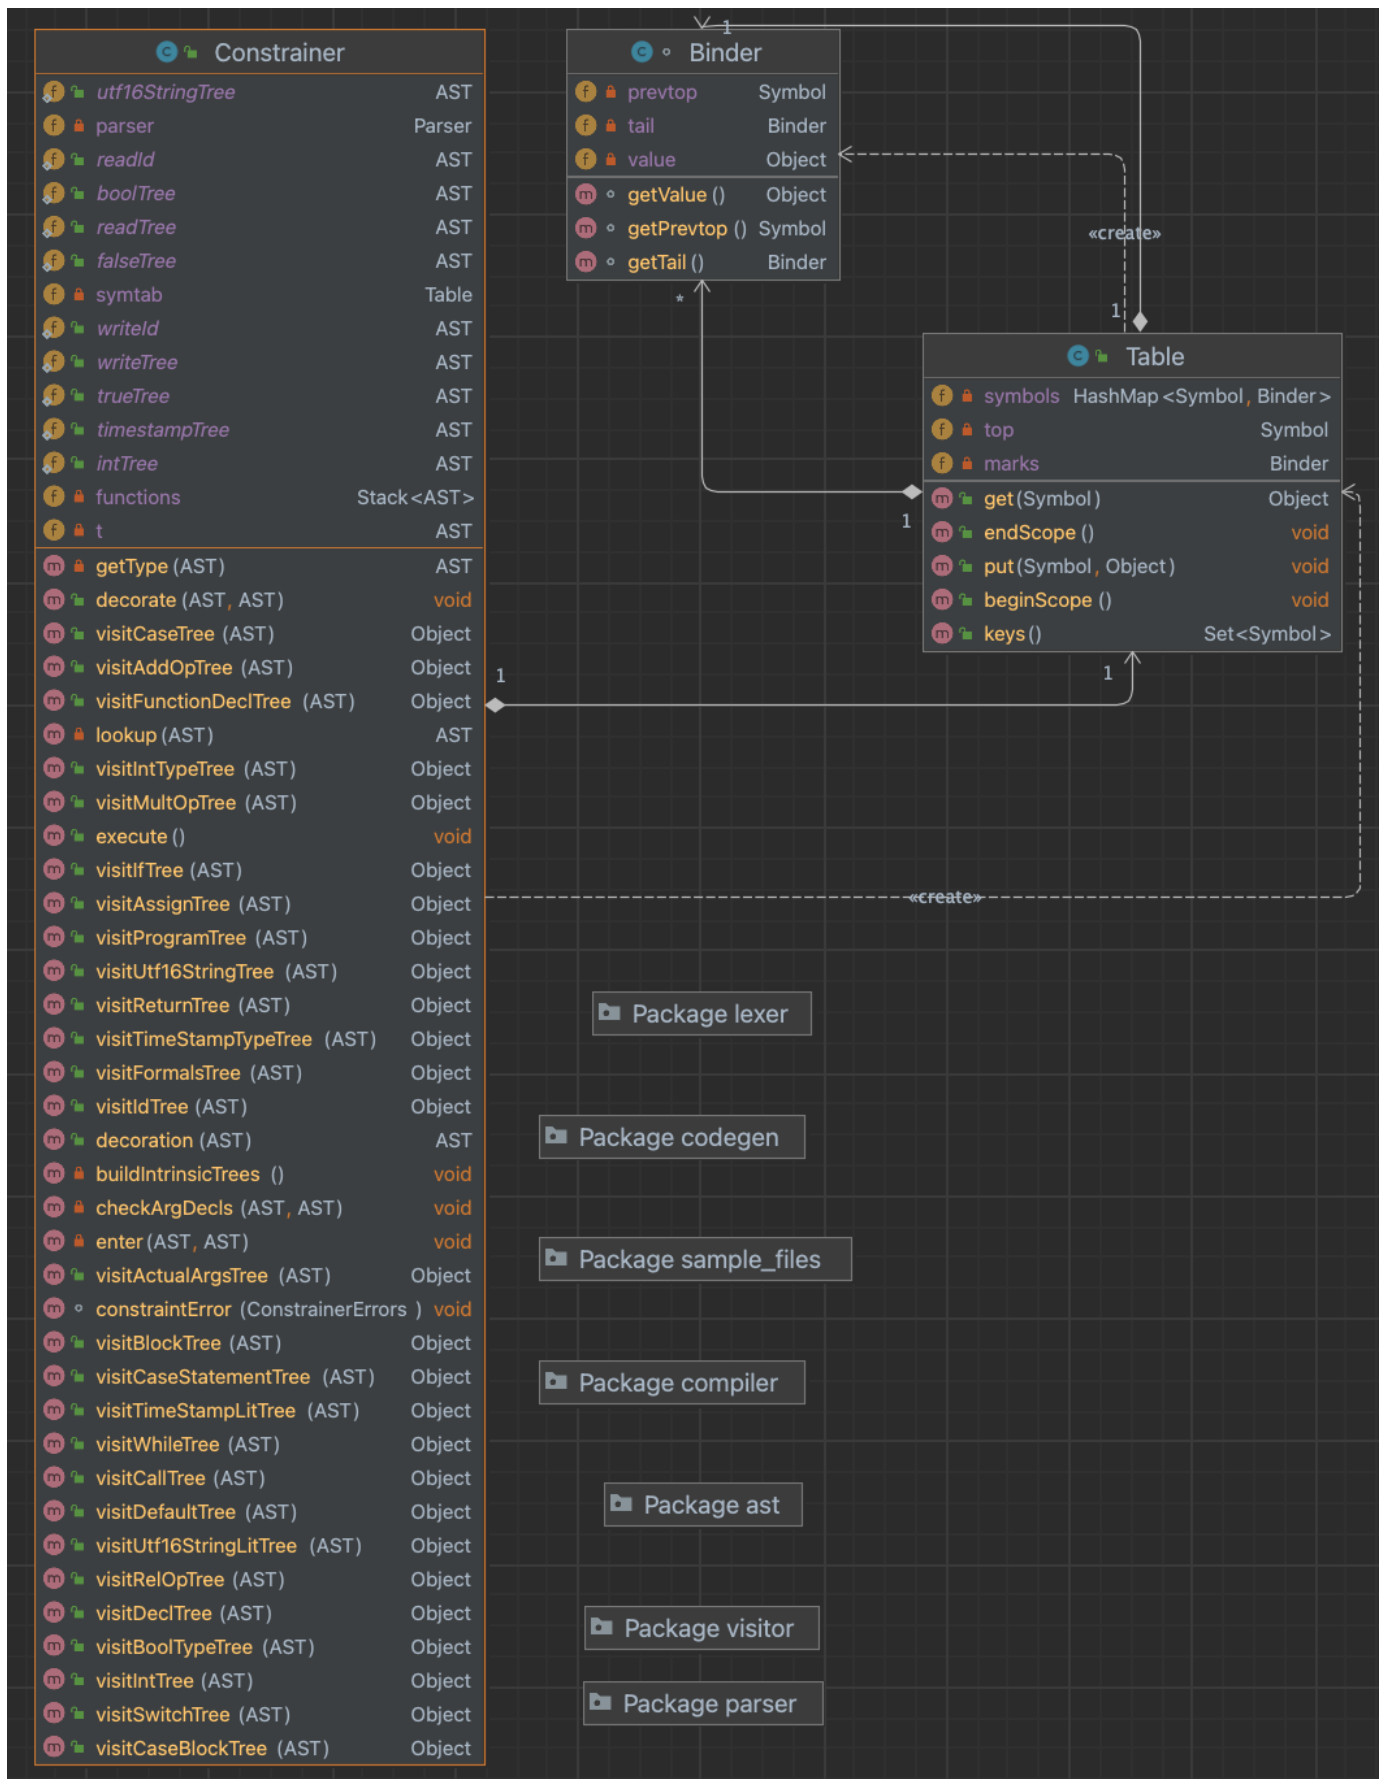 Constrainer
utf16StringTree AST
parser Parser
readId AST
boolTree AST
readTree AST
falseTree AST
symtab Table
writeId AST
writeTree AST
trueTree AST
timestampTree AST
intTree AST
functions Stack<AST>
t AST
getType (AST) AST
decorate (AST, AST) void
visitCaseTree (AST) Object
visitAddOpTree (AST) Object
visitFunctionDeclTree (AST) Object
lookup (AST) AST
visitIntTypeTree (AST) Object
visitMultOpTree (AST) Object
execute () void
visitIfTree (AST) Object
visitAssignTree (AST) Object
visitProgramTree (AST) Object
visitUtf16StringTree (AST) Object
visitReturnTree (AST) Object
visitTimeStampTypeTree (AST) Object
visitFormalsTree (AST) Object
visitIdTree (AST) Object
decoration (AST) AST
buildIntrinsicTrees () void
checkArgDecls (AST, AST) void
enter (AST, AST) void
visitActualArgsTree (AST) Object
constraintError (ConstrainerErrors ) void
visitBlockTree (AST) Object
visitCaseStatementTree (AST) Object
visitTimeStampLitTree (AST) Object
visitWhileTree (AST) Object
visitCallTree (AST) Object
visitDefaultTree (AST) Object
visitUtf16StringLitTree (AST) Object
visitRelOpTree (AST) Object
visitDeclTree (AST) Object
visitBoolTypeTree (AST) Object
visitIntTree (AST) Object
visitSwitchTree (AST) Object
visitCaseBlockTree (AST) Object
1
Binder
prevtop Symbol
tail Binder
value Object
getValue () Object
getPrevtop () Symbol
getTail () Binder
«create»
*
1
Table
symbols HashMap<Symbol, Binder>
top Symbol
marks Binder
get (Symbol) Object
endScope () void
put (Symbol, Object) void
beginScope () void
keys () Set<Symbol>
1
1
1
«create»
Package lexer
Package codegen
Package sample_files
Package compiler
Package ast
Package visitor
Package parser